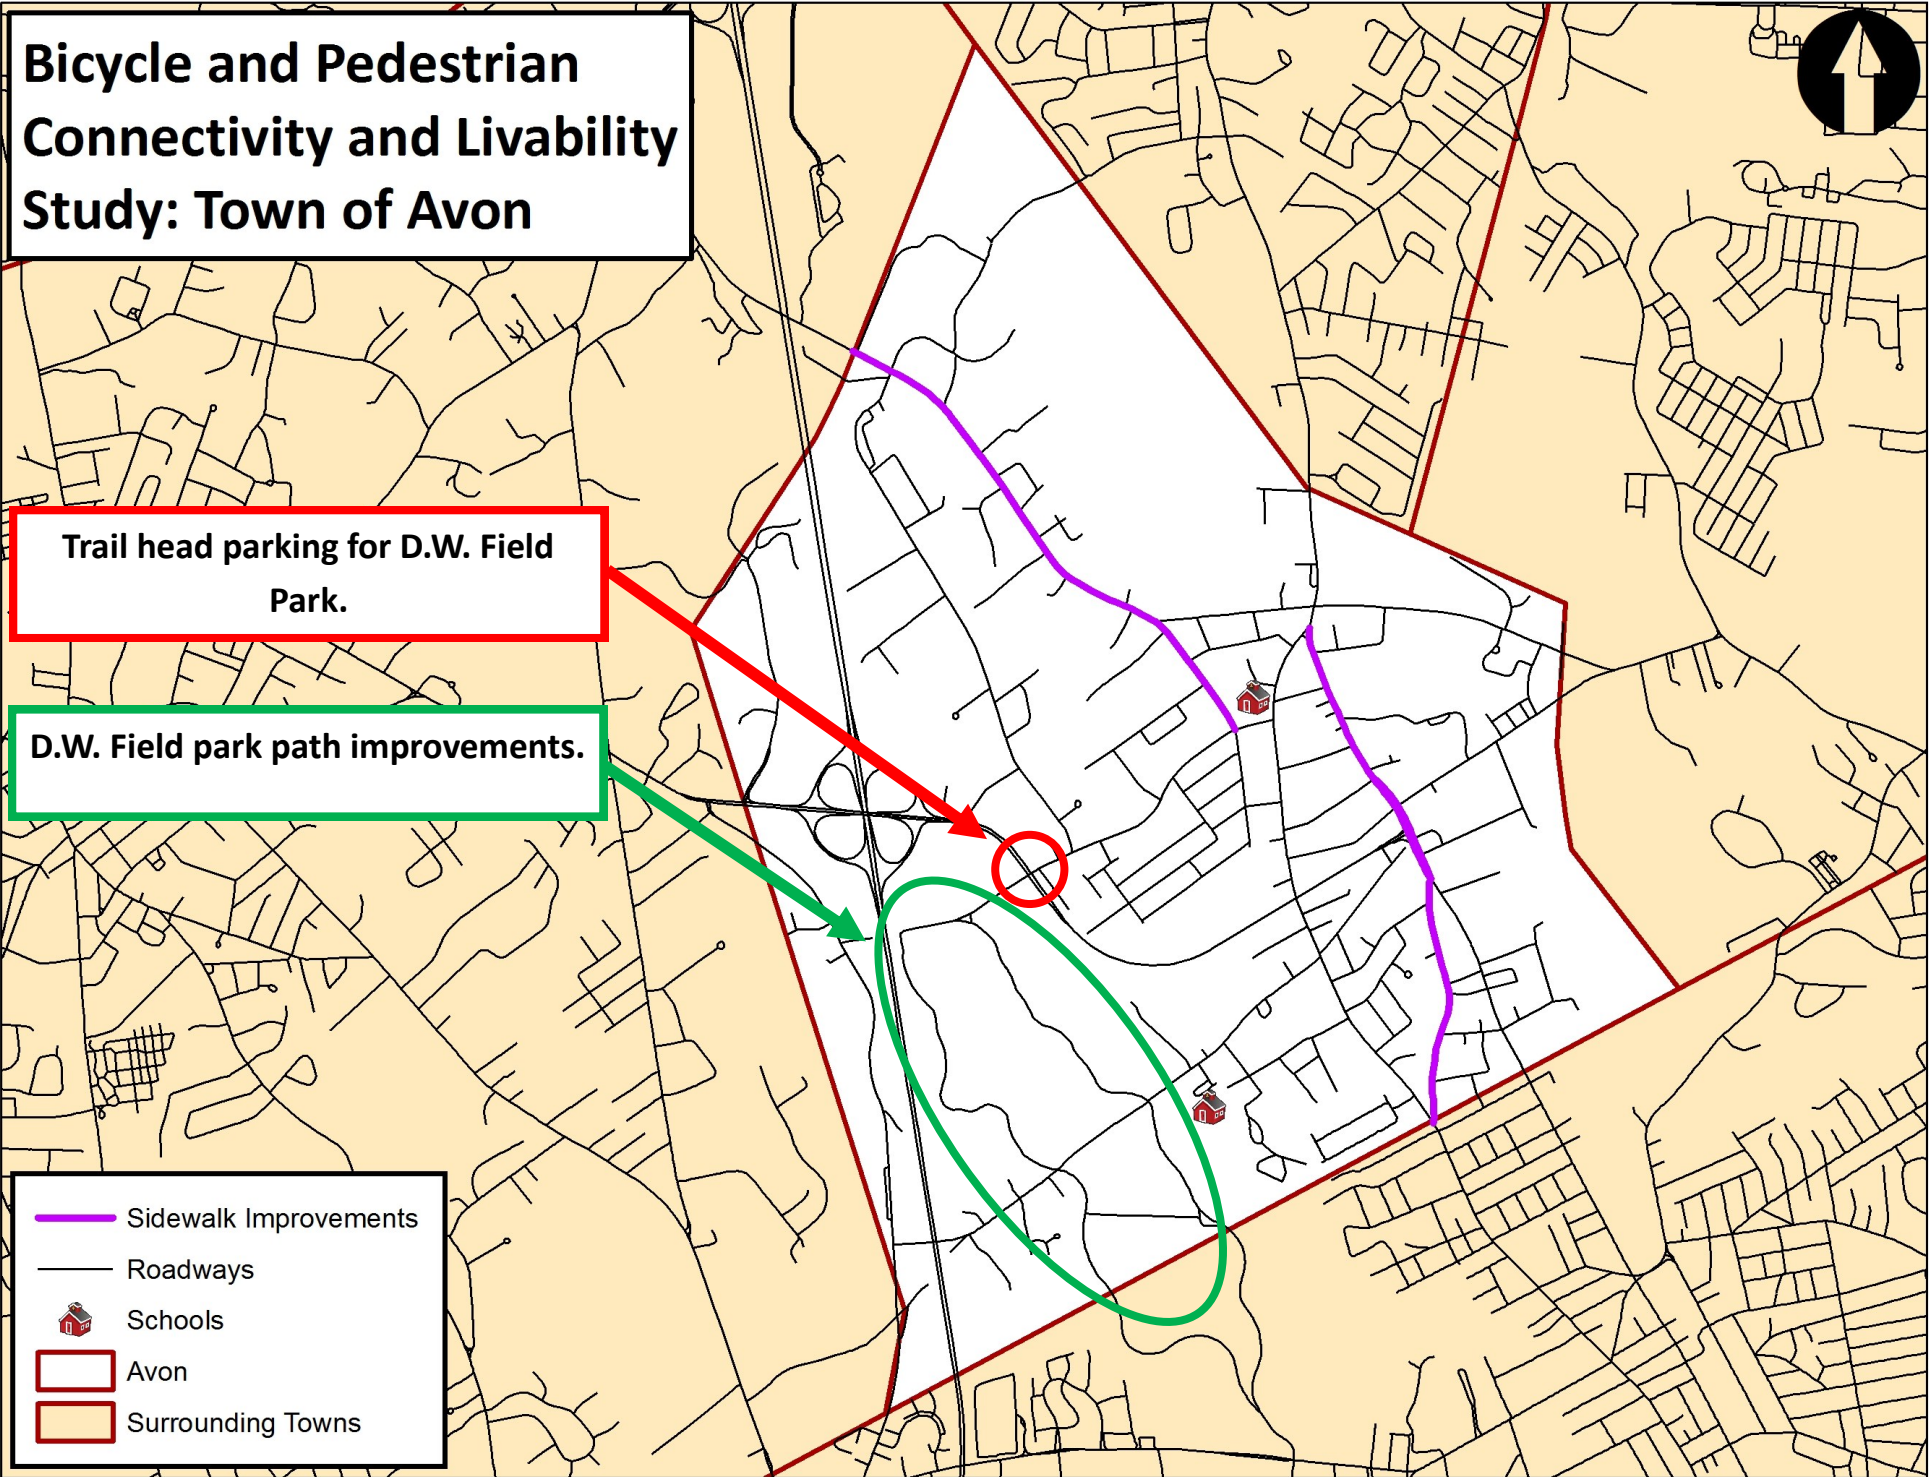 Bicycle and Pedestrian
Connectivity and Livability
Study: Town of Avon
Trail head parking for D.W. Field
Park.
D.W. Field park path improvements.
Sidewalk Improvements
Roadways
Schools
Avon
Surrounding Towns